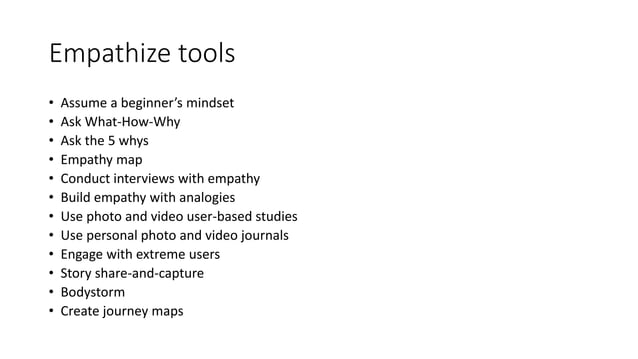 Empathize tools
• Assume a beginner's mindset
• Ask What-How-Why
• Ask the 5 whys
• Empathy map
• Conduct interviews with empathy
• Build empathy with analogies
• Use photo and video user-based studies
• Use personal photo and video journals
• Engage with extreme users
• Story share-and-capture
• Bodystorm
• Create journey maps